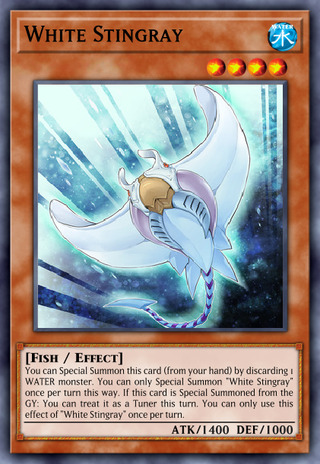 White Stingray
WATER
水
[Fish / Effect]
You can Special Summon this card (from your hand) by discarding 1
WATER monster. You can only Special Summon "White Stingray"
once per turn this way. If this card is Special Summoned from the
GY: You can treat it as a Tuner this turn. You can only use this
effect of "White Stingray" once per turn.
ATK/1400 DEF/1000